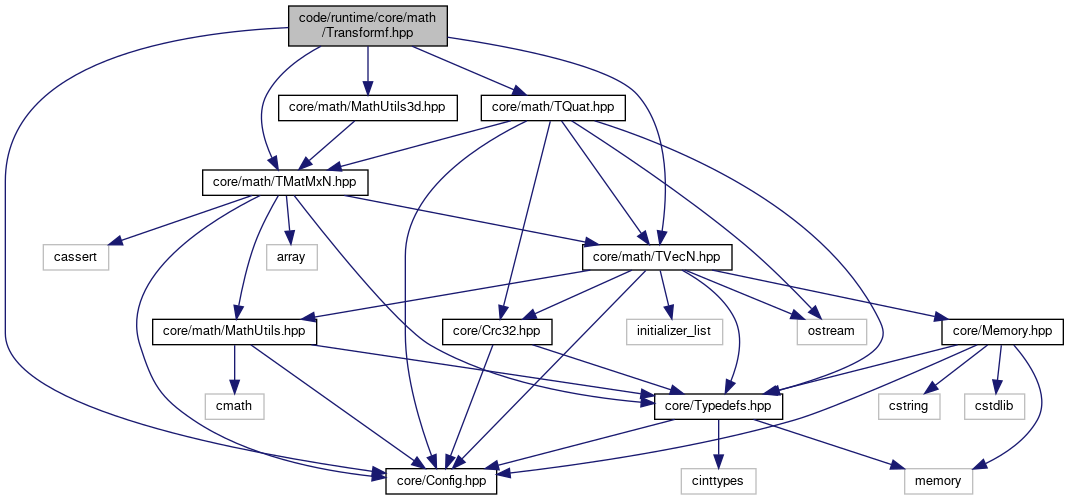 code/runtime/core/math
/Transformf.hpp
core/math/MathUtils3d.hpp
core/math/TQuat.hpp
core/math/TMatMxN.hpp
cassert
array
core/math/TVecN.hpp
core/math/MathUtils.hpp
core/Crc32.hpp
initializer_list
ostream
core/Memory.hpp
cmath
core/Typedefs.hpp
cstring
cstdlib
core/Config.hpp
cinttypes
memory